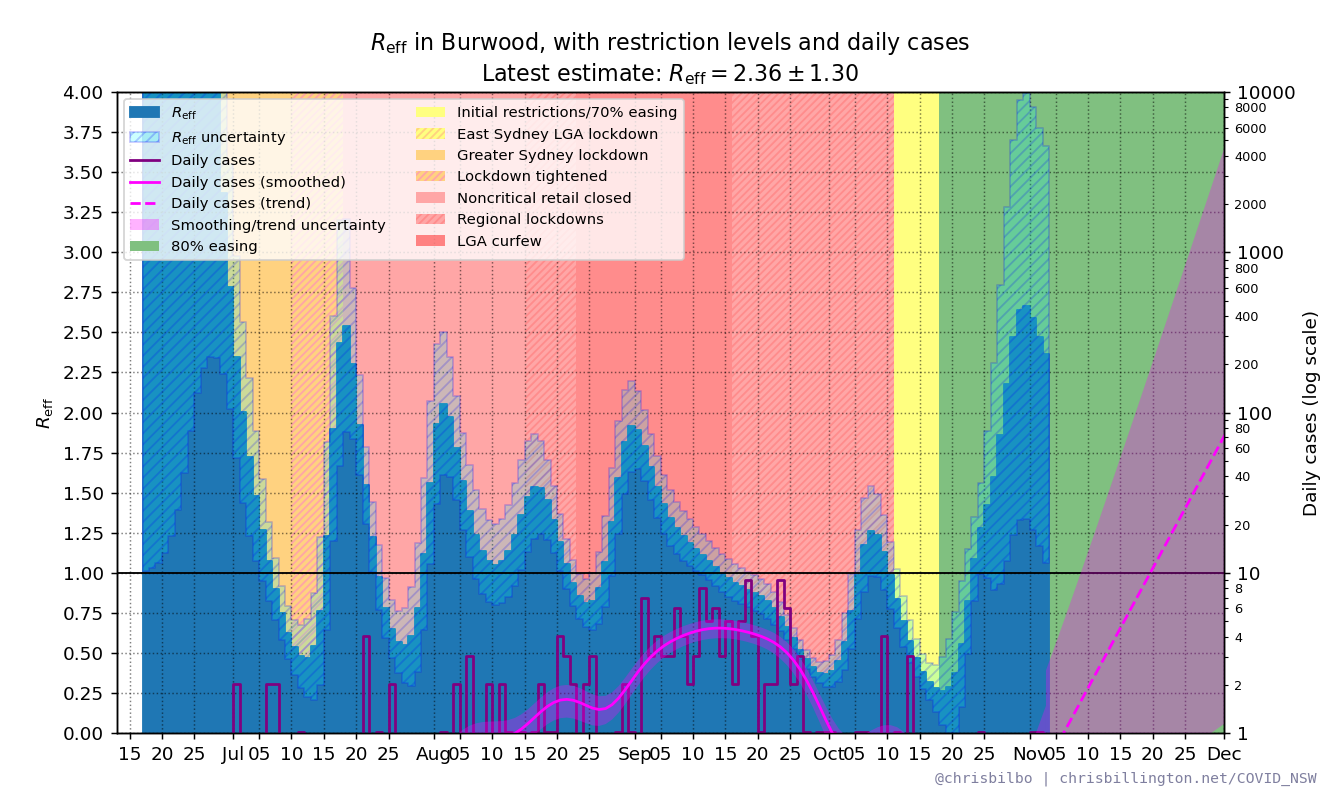 R_eff in Burwood, with restriction levels and daily cases
Latest estimate: R_eff = 2.36 ± 1.30
R_eff
R_eff uncertainty
Daily cases
Daily cases (smoothed)
Daily cases (trend)
Smoothing/trend uncertainty
80% easing
Initial restrictions/70% easing
East Sydney LGA lockdown
Greater Sydney lockdown
Lockdown tightened
Noncritical retail closed
Regional lockdowns
LGA curfew
R_eff
4.00
3.75
3.50
3.25
3.00
2.75
2.50
2.25
2.00
1.75
1.50
1.25
1.00
0.75
0.50
0.25
0.00
10000
8000
6000
4000
2000
1000
800
600
400
200
100
80
60
40
20
10
8
6
4
2
1
Daily cases (log scale)
15 20 25 Jul 05 10 15 20 25 Aug 05 10 15 20 25 Sep 05 10 15 20 25 Oct 05 10 15 20 25 Nov 05 10 15 20 25 Dec
@chrisbilbo | chrisbillington.net/COVID_NSW